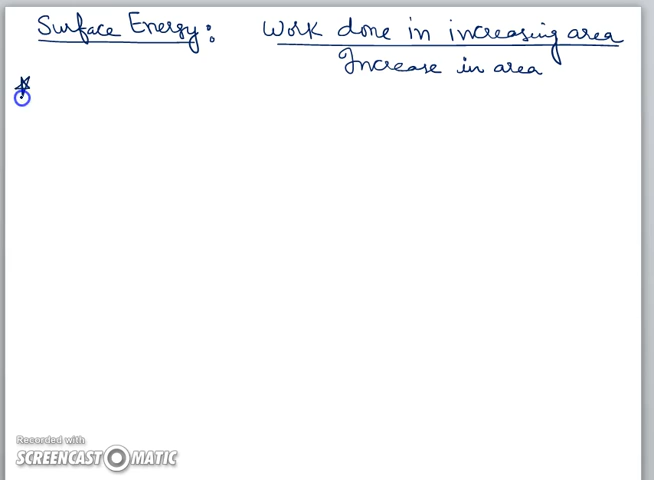 Surface Energy: Work done in increasing area
Increase in area
*
Recorded with
SCREENCAST MATIC